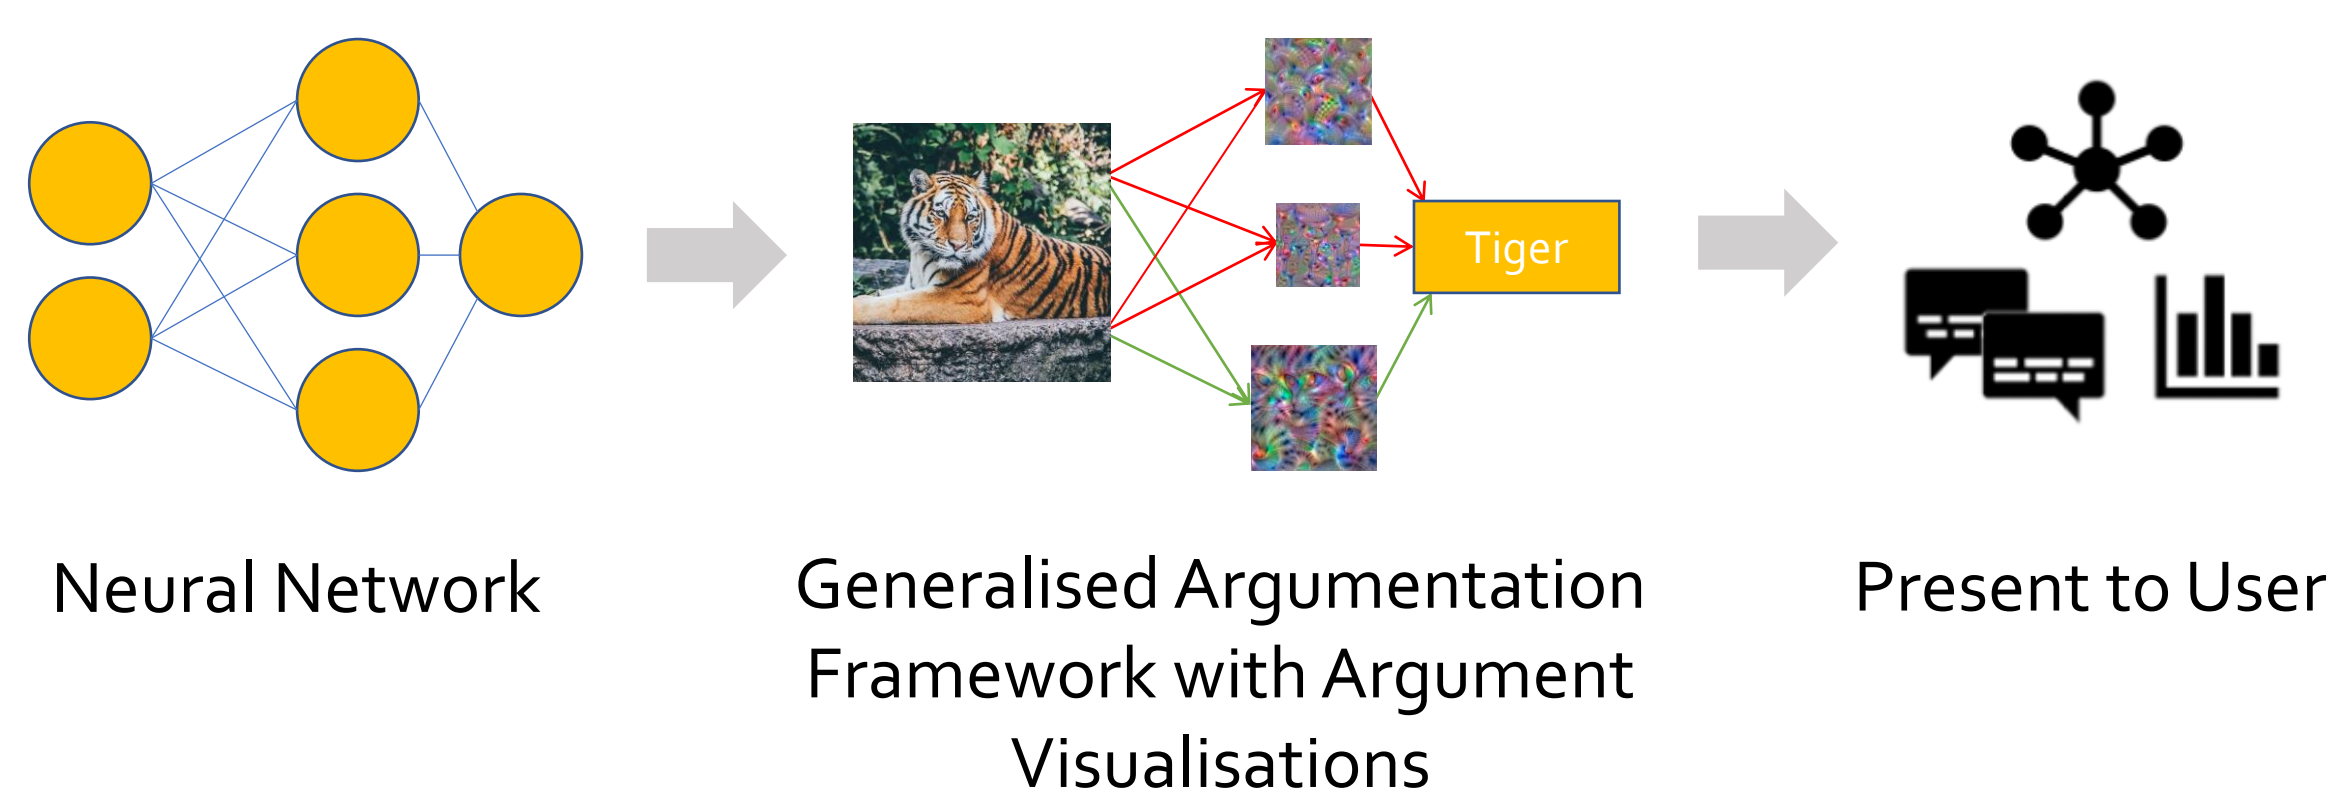 Tiger
Neural Network
Generalised Argumentation
Framework with Argument
Visualisations
Present to User